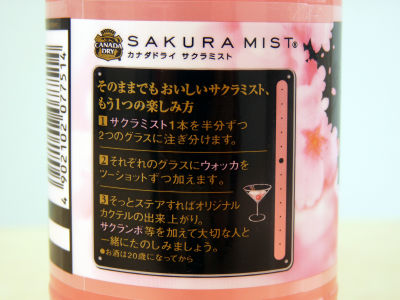 CANADA DRY
SAKURA MIST®
カナダドライ サクラミスト
そのままでもおいしいサクラミスト、
もう1つの楽しみ方
1 サクラミスト1本を半分ずつ
2つのグラスに注ぎ分けます。
2 それぞれのグラスにウォッカを
ツーショットずつ加えます。
3 そっとステアすればオリジナル
カクテルの出来上がり。
サクランボ等を加えて大切な人と
一緒にたのしみましょう。
●お酒は20歳になってから
4902102077514